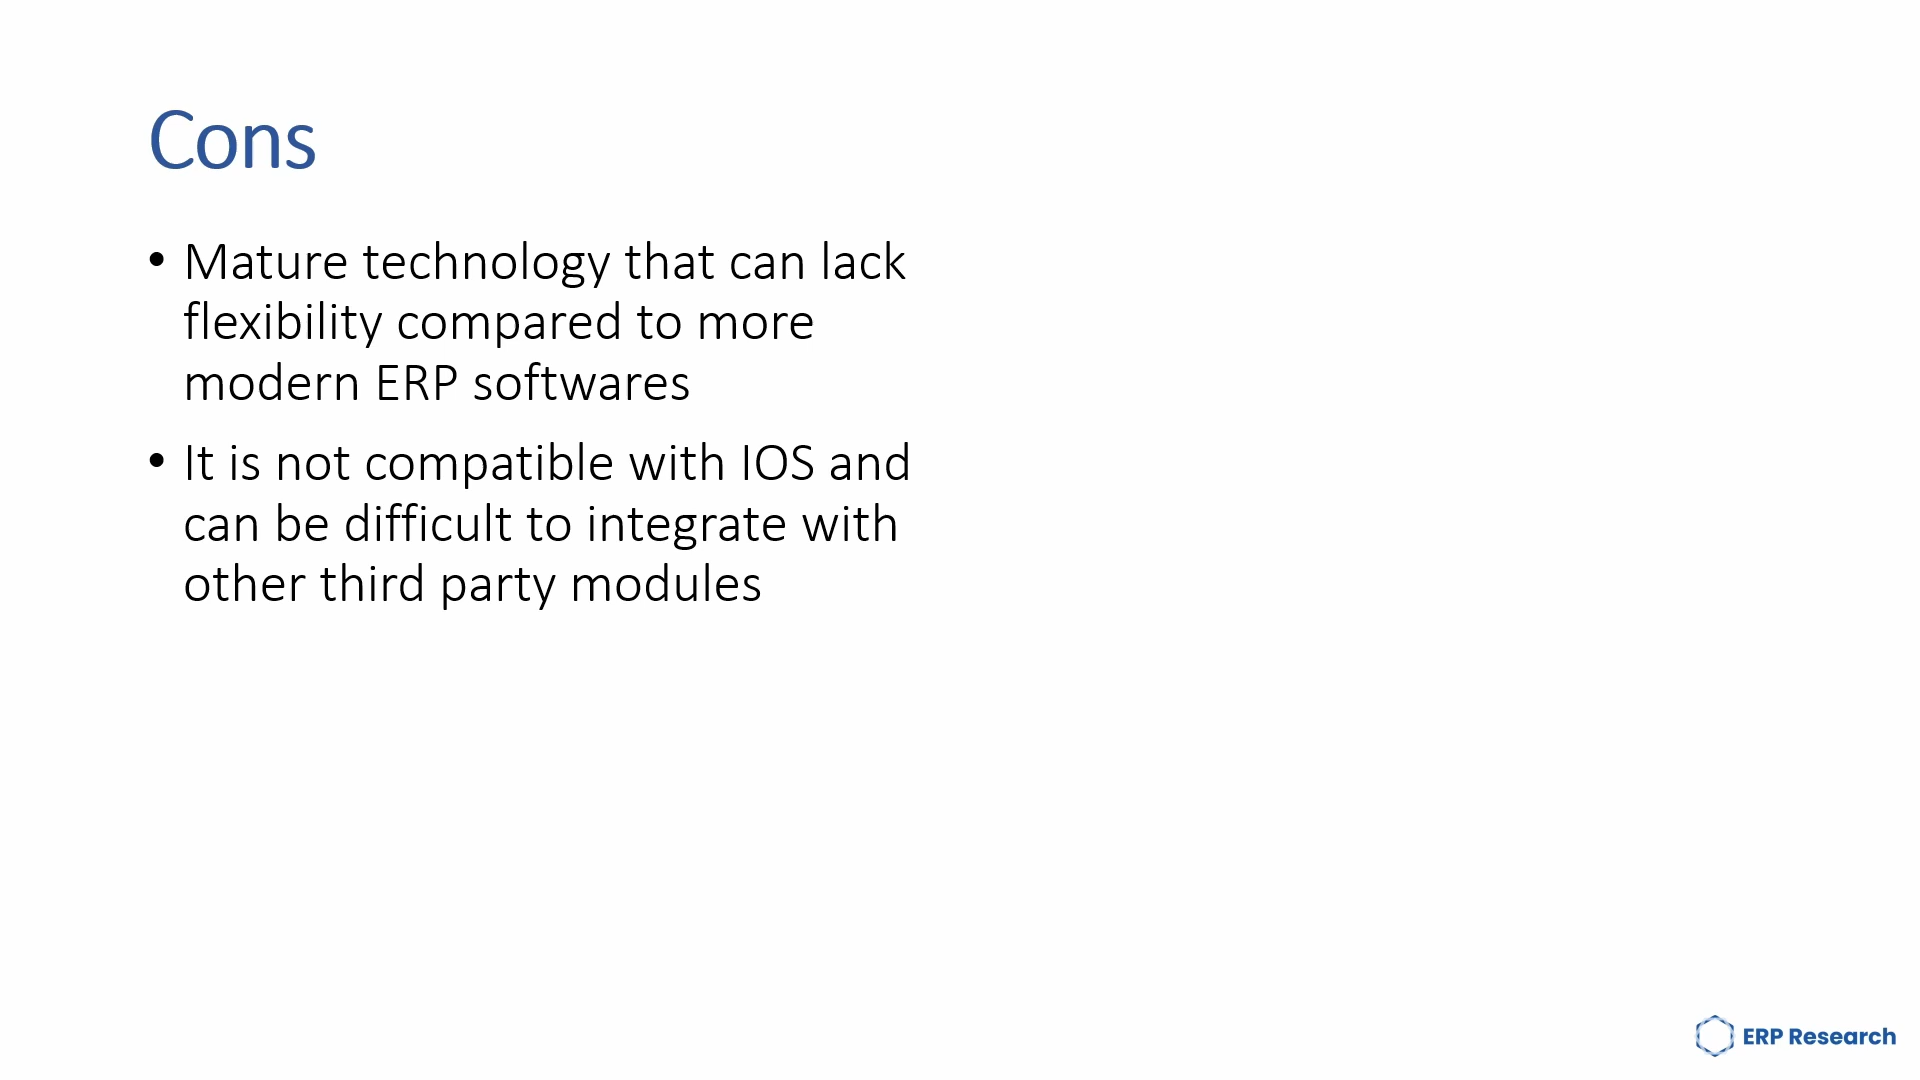 Cons
• Mature technology that can lack
flexibility compared to more
modern ERP softwares
• It is not compatible with IOS and
can be difficult to integrate with
other third party modules
ERP Research